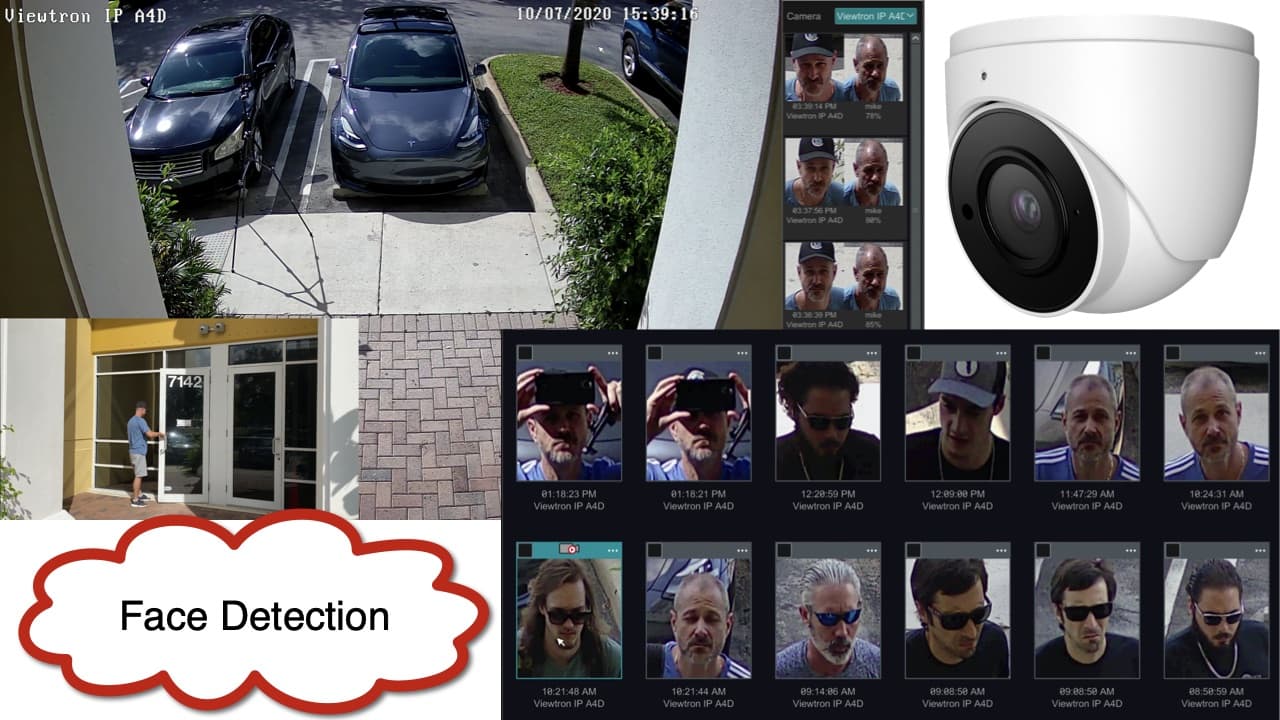 Viewtron IP A4D
10/07/2020 15:39:16
Camera
Viewtron IP A4D
03:39:14 PM
mike
Viewtron IP A4D
78%
03:37:56 PM
mike
Viewtron IP A4D
80%
03:36:39 PM
mike
Viewtron IP A4D
85%
7142
01:18:23 PM
Viewtron IP A4D
01:18:21 PM
Viewtron IP A4D
12:20:59 PM
Viewtron IP A4D
12:09:00 PM
Viewtron IP A4D
11:47:29 AM
Viewtron IP A4D
10:24:31 AM
Viewtron IP A4D
10:21:48 AM
Viewtron IP A4D
10:21:44 AM
Viewtron IP A4D
09:14:06 AM
Viewtron IP A4D
09:08:50 AM
Viewtron IP A4D
09:08:50 AM
Viewtron IP A4D
08:50:59 AM
Viewtron IP A4D
Face Detection